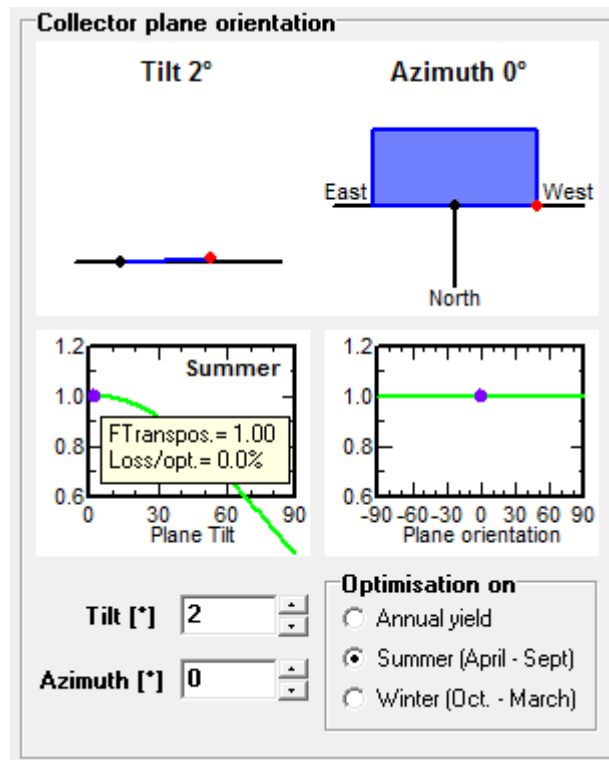 Collector plane orientation
Tilt 2°
Azimuth 0°
East
West
North
1.2
1.0
0.8
0.6
Summer
FTranspos.= 1.00
Loss/opt.= 0.0%
0 30 60 90
Plane Tilt
1.2
1.0
0.8
0.6
-90 -60 -30 0 30 60 90
Plane orientation
Tilt [°] 2
Azimuth [°] 0
Optimisation on
Annual yield
Summer (April - Sept)
Winter (Oct. - March)